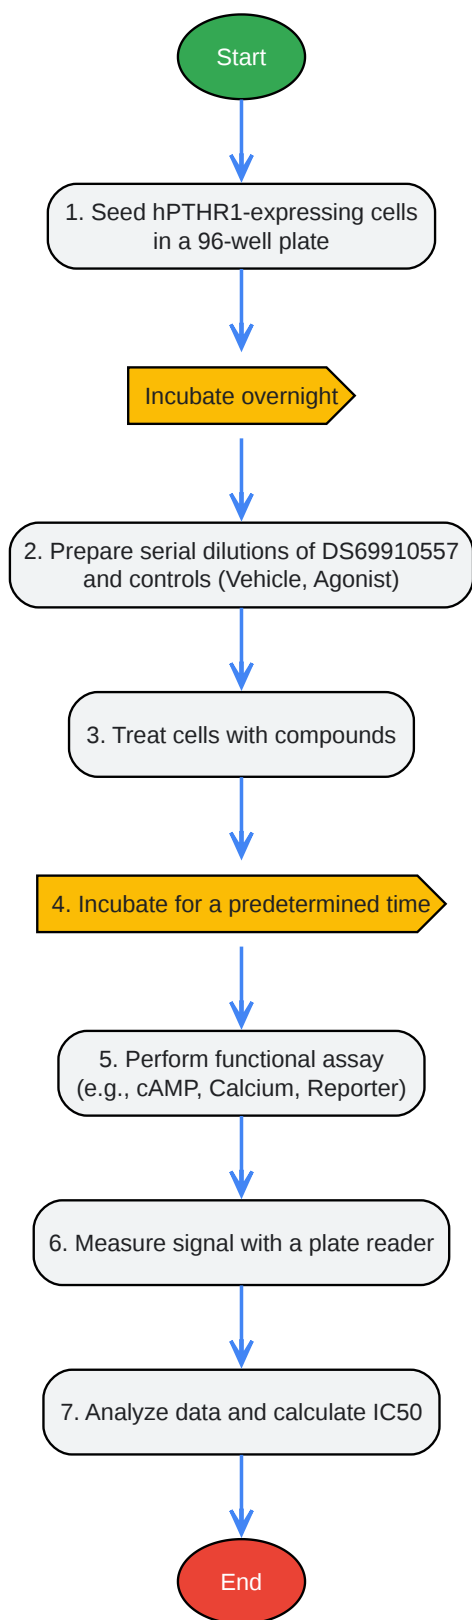 Start
1. Seed hPTHR1-expressing cells
in a 96-well plate
Incubate overnight
2. Prepare serial dilutions of DS69910557
and controls (Vehicle, Agonist)
3. Treat cells with compounds
4. Incubate for a predetermined time
5. Perform functional assay
(e.g., cAMP, Calcium, Reporter)
6. Measure signal with a plate reader
7. Analyze data and calculate IC50
End